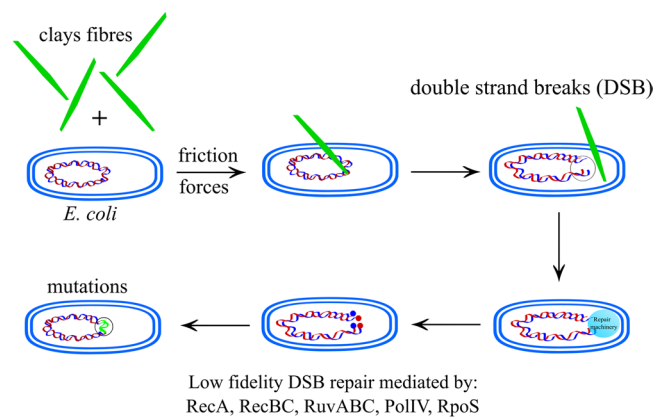 clays fibres
+
double strand breaks (DSB)
friction
forces
E. coli
mutations
Repair
machinery
Low fidelity DSB repair mediated by:
RecA, RecBC, RuvABC, PolIV, RpoS